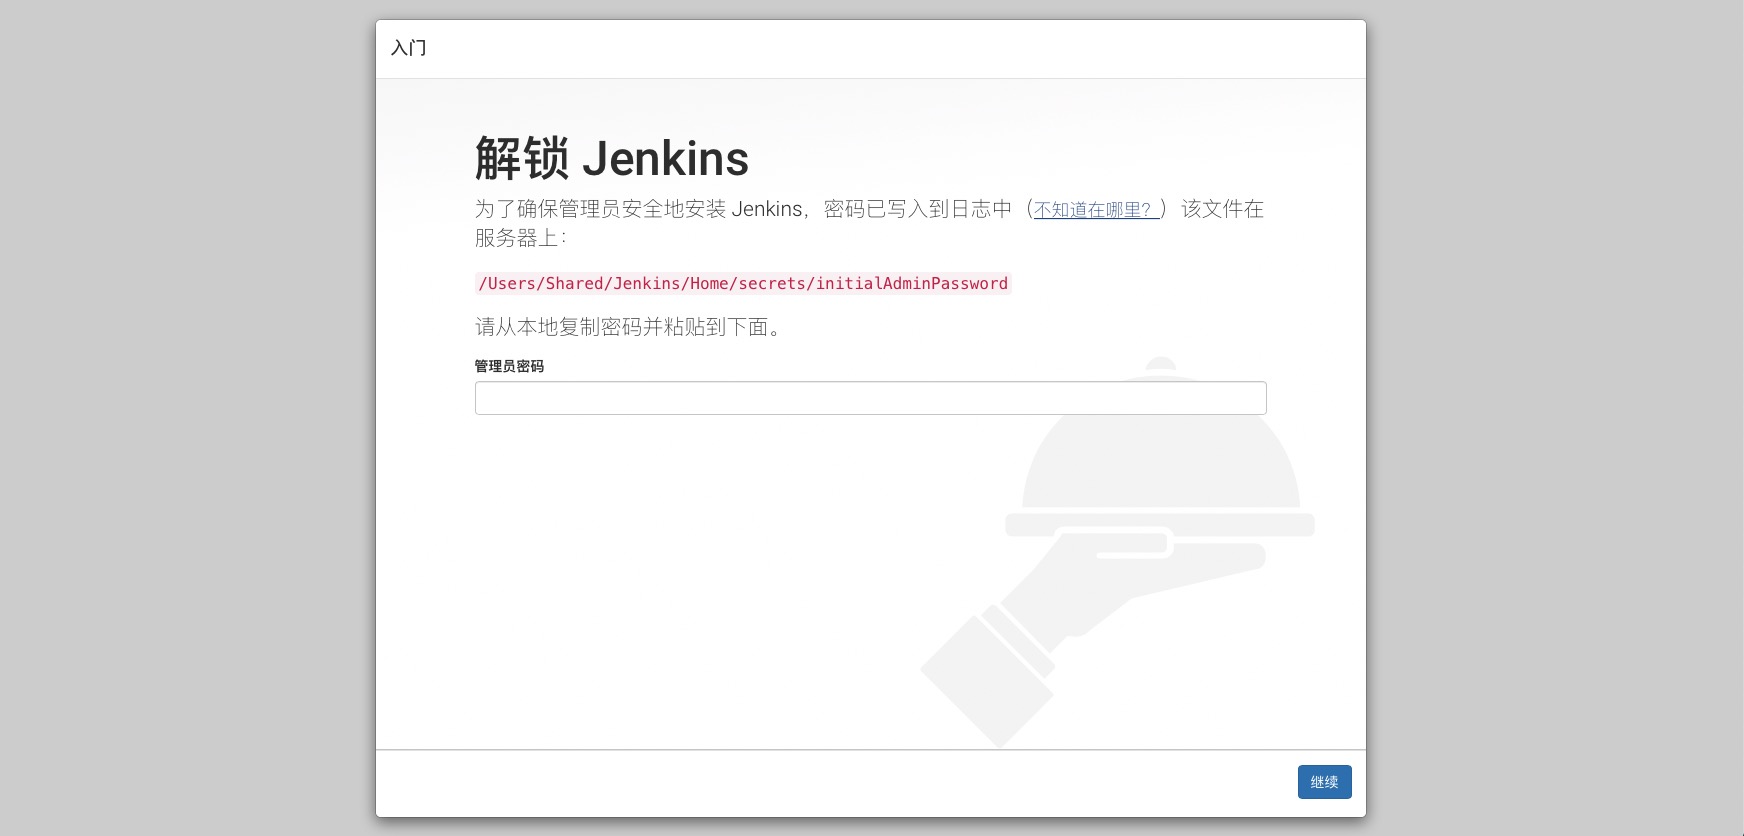 入门
解锁 Jenkins
为了确保管理员安全地安装 Jenkins，密码已写入到日志中（不知道在哪里？）该文件在
服务器上：
/Users/Shared/Jenkins/Home/secrets/initialAdminPassword
请从本地复制密码并粘贴到下面。
管理员密码
继续